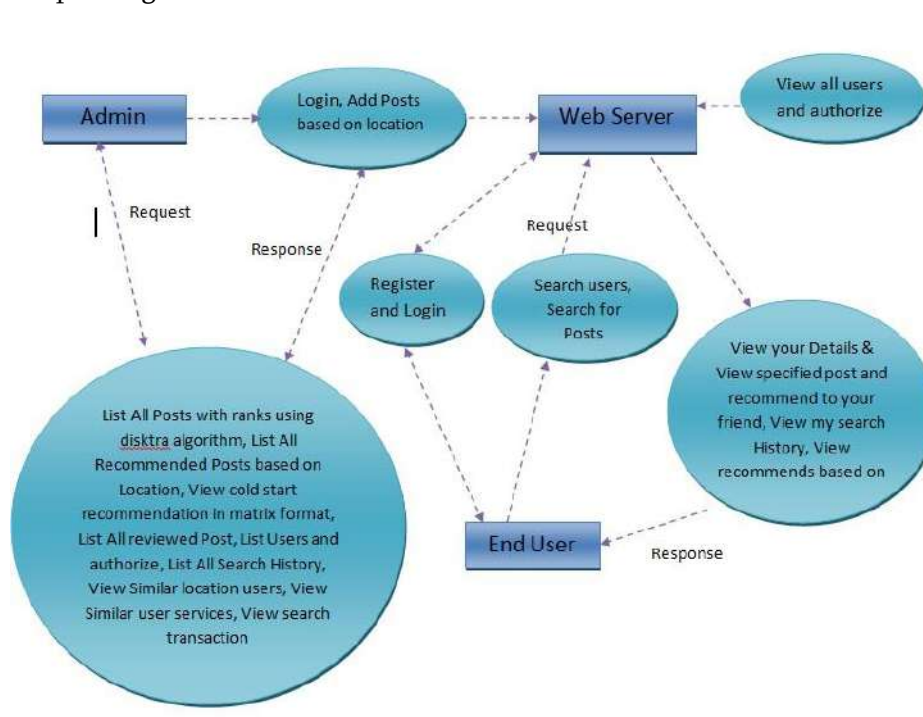 Admin
Login, Add Posts
based on location
Web Server
View all users
and authorize
Request
Response
Request
Register
and Login
Search users,
Search for
Posts
View your Details &
View specified post and
recommend to your
friend, View my search
History, View
recommends based on
List All Posts with ranks using
disktra algorithm, List All
Recommended Posts based on
Location, View cold start
recommendation in matrix format,
List All reviewed Post, List Users and
authorize, List All Search History,
View Similar location users, View
Similar user services, View search
transaction
End User
Response